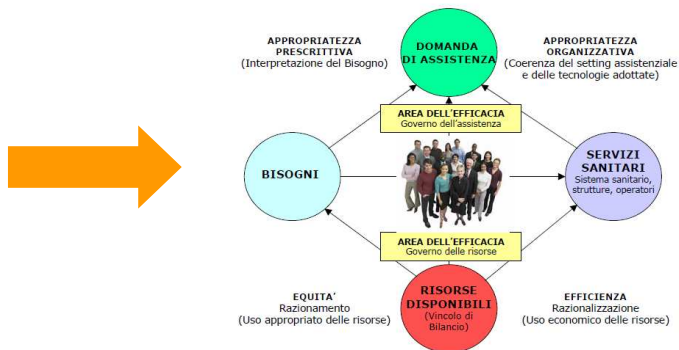 APPROPRIATEZZA
PRESCRITTIVA
(Interpretazione del Bisogno)
DOMANDA
DI ASSISTENZA
APPROPRIATEZZA
ORGANIZZATIVA
(Coerenza del setting assistenziale
e delle tecnologie adottate)
AREA DELL'EFFICACIA
Governo dell'assistenza
BISOGNI
SERVIZI
SANITARI
Sistema sanitario,
strutture, operatori
AREA DELL'EFFICACIA
Governo delle risorse
EQUITA'
Razionamento
(Uso appropriato delle risorse)
RISORSE
DISPONIBILI
(Vincolo di
Bilancio)
EFFICIENZA
Razionalizzazione
(Uso economico delle risorse)